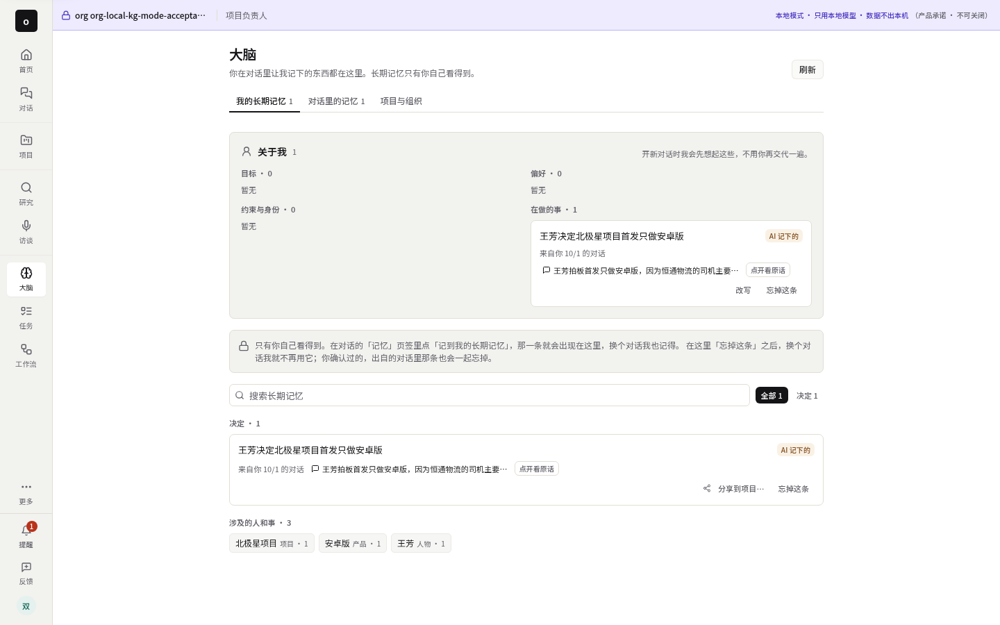 o
org org-local-kg-mode-accepta…
项目负责人
本地模式 · 只用本地模型 · 数据不出本机 （产品承诺 · 不可关闭）
首页
对话
项目
研究
访谈
大脑
任务
工作流
更多
1
提醒
反馈
双
大脑
你在对话里让我记下的东西都在这里。长期记忆只有你自己看得到。
刷新
我的长期记忆 1
对话里的记忆 1
项目与组织
关于我 1
开新对话时我会先想起这些，不用你再交代一遍。
目标 · 0
暂无
偏好 · 0
暂无
约束与身份 · 0
暂无
在做的事 · 1
王芳决定北极星项目首发只做安卓版
AI 记下的
来自你 10/1 的对话
王芳拍板首发只做安卓版，因为恒通物流的司机主要…
点开看原话
改写
忘掉这条
只有你自己看得到。在对话的「记忆」页签里点「记到我的长期记忆」，那一条就会出现在这里，换个对话我也记得。 在这里「忘掉这条」之后，换个对
话我就不再用它；你确认过的，出自的对话里那条也会一起忘掉。
搜索长期记忆
全部 1
决定 1
决定 · 1
王芳决定北极星项目首发只做安卓版
AI 记下的
来自你 10/1 的对话
王芳拍板首发只做安卓版，因为恒通物流的司机主要…
点开看原话
分享到项目…
忘掉这条
涉及的人和事 · 3
北极星项目 项目 · 1
安卓版 产品 · 1
王芳 人物 · 1